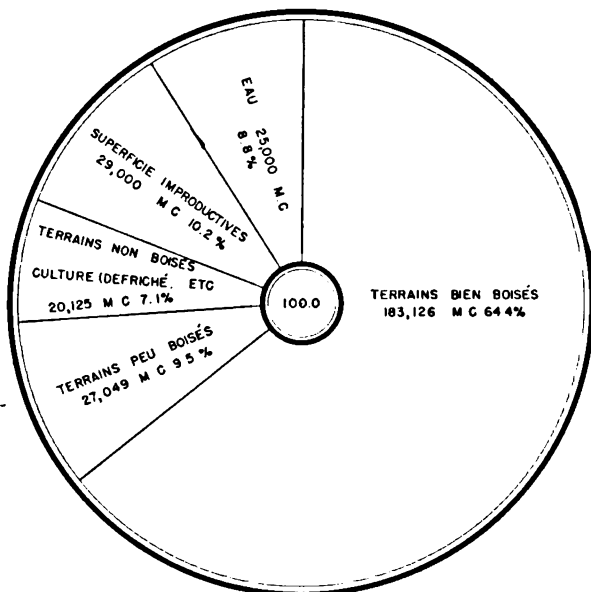 EAU 25,000 M.C
8.8%
SUPERFICIE IMPRODUCTIVES
29,000 M C 10.2%
TERRAINS NON BOISÉS
CULTURE (DEFRICHÉ. ETC
20,125 M C 7.1%
TERRAINS PEU BOISÉS
27,049 M C 9 5 %
100.0
TERRAINS BIEN BOISÉS
183,126 M C 64 4%